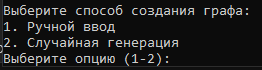 Выберите способ создания графа:
1. Ручной ввод
2. Случайная генерация
Выберите опцию (1-2):